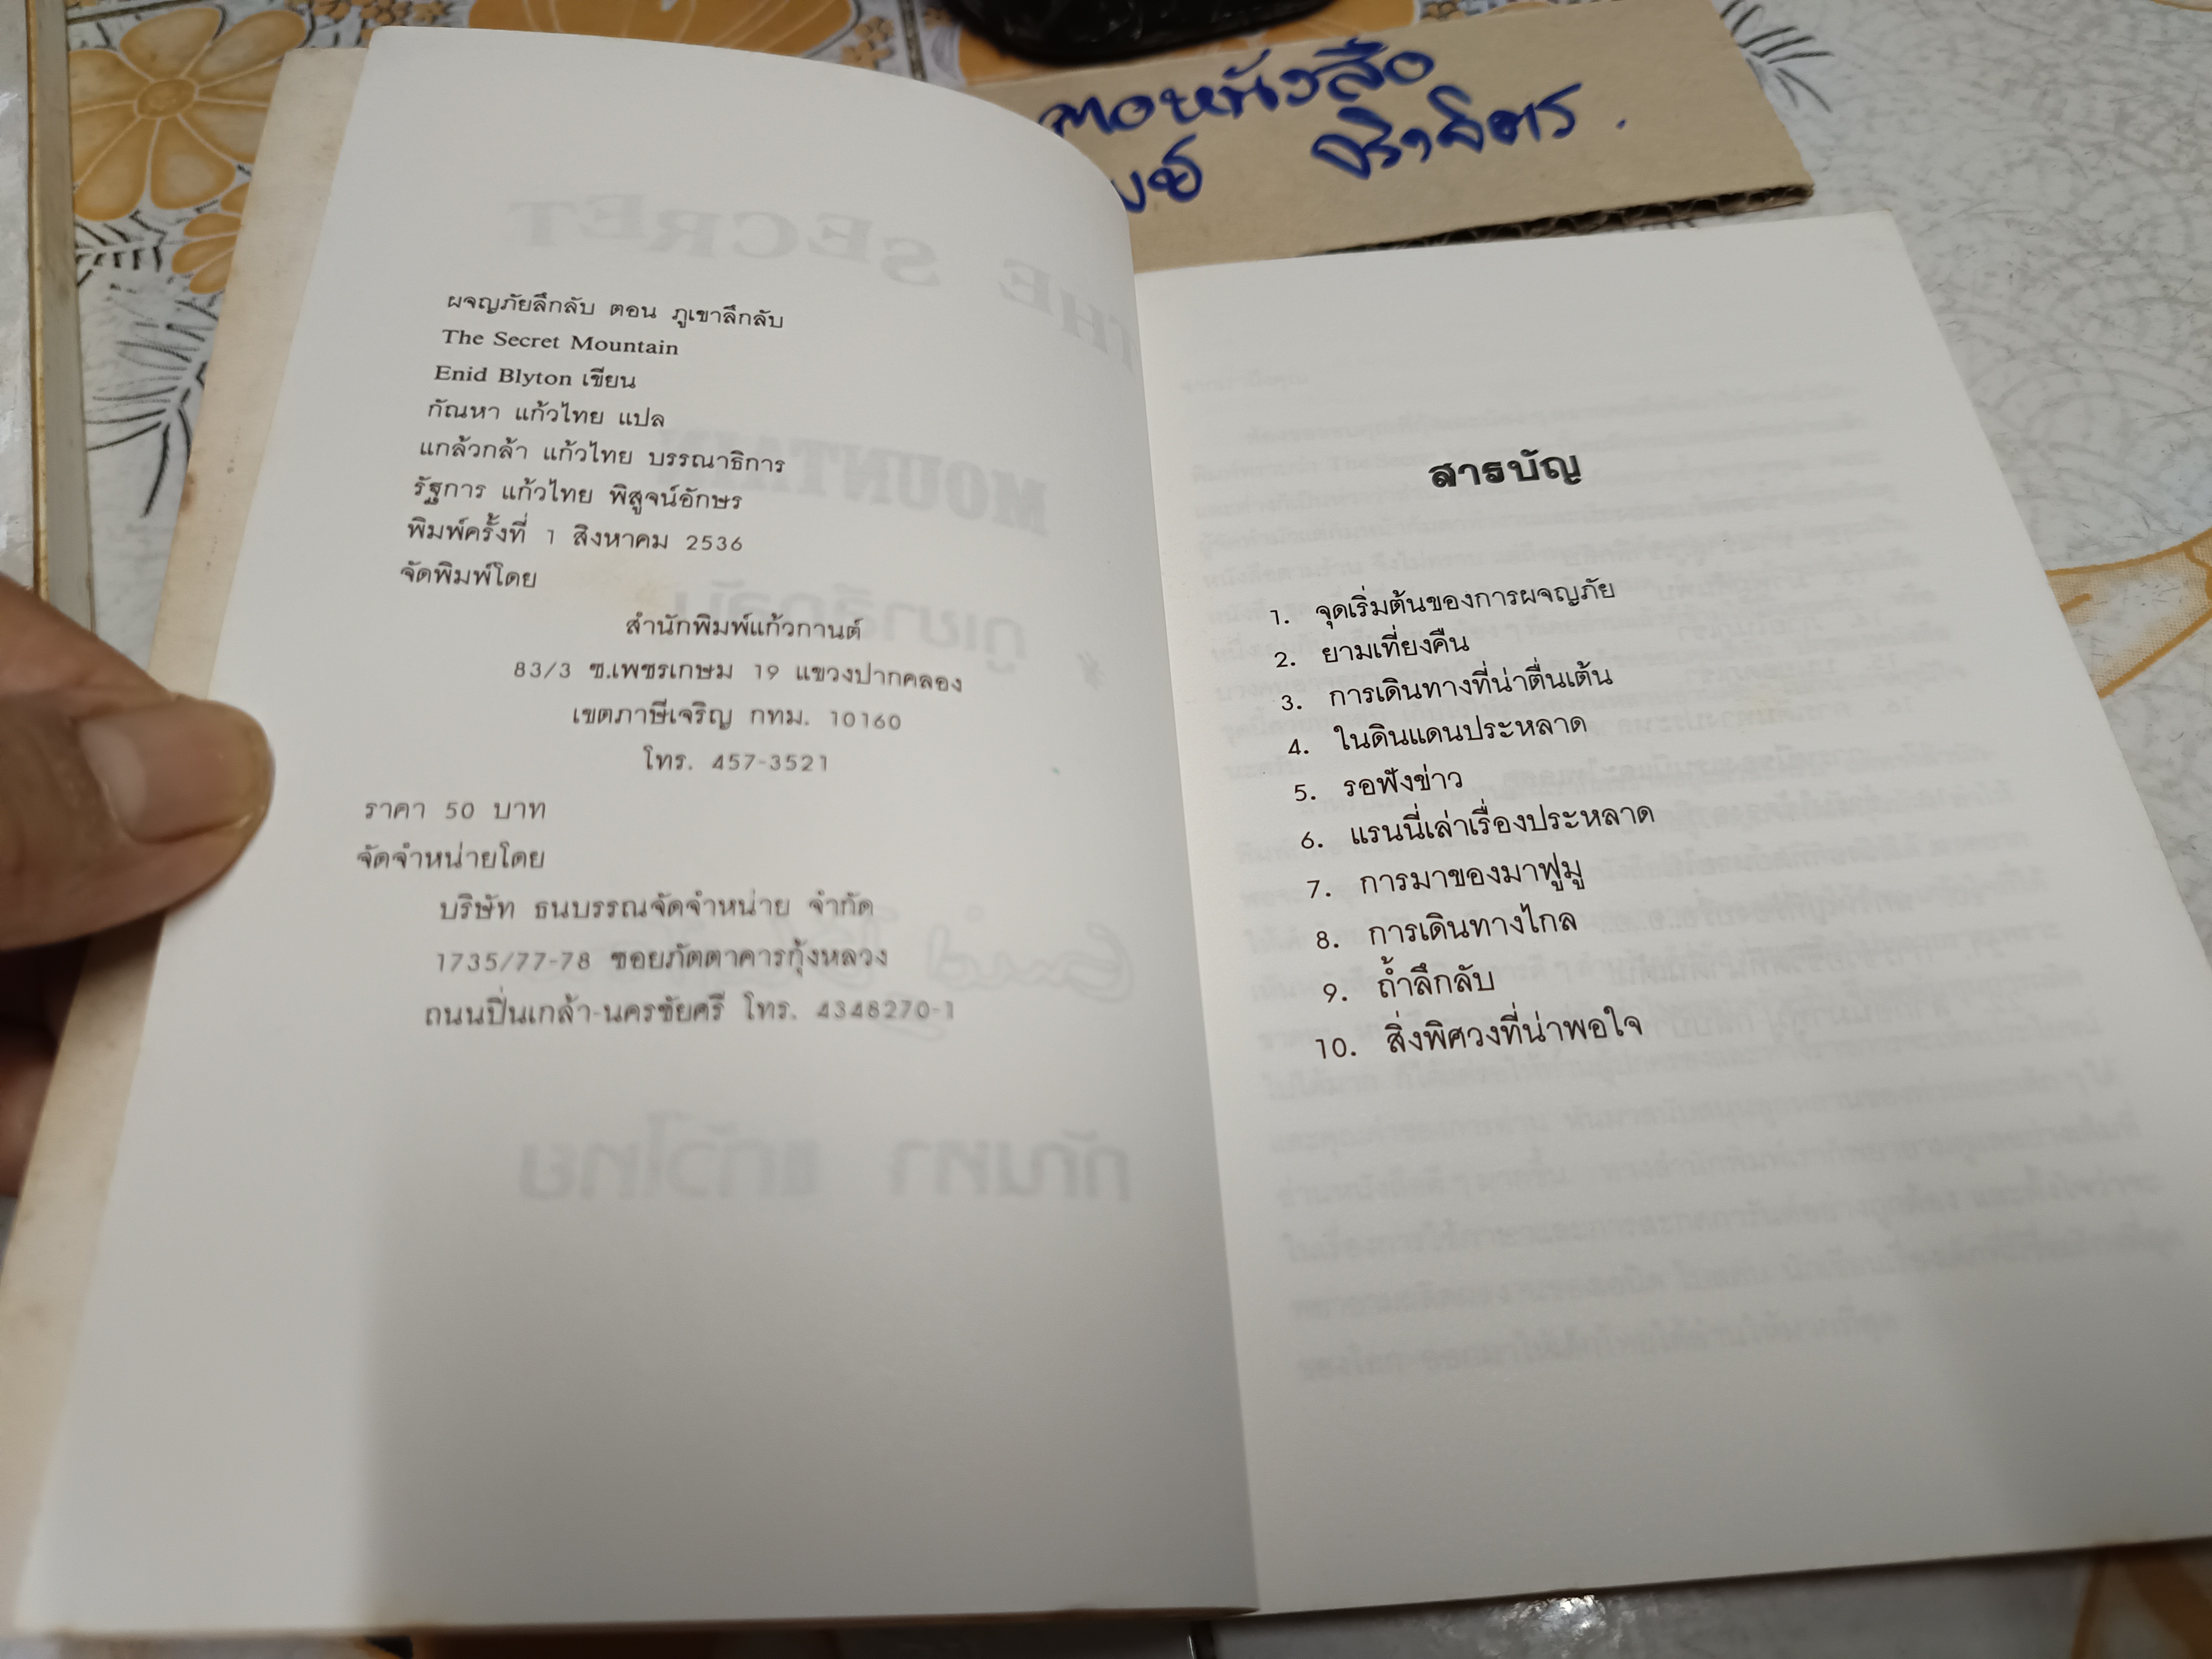 อหนังสือ
จิราจิตร.
ผจญภัยลึกลับ ตอน ภูเขาลึกลับ
The Secret Mountain
Enid Blyton เขียน
กัณหา แก้วไทย แปล
แกล้วกล้า แก้วไทย บรรณาธิการ
รัฐการ แก้วไทย พิสูจน์อักษร
พิมพ์ครั้งที่ 1 สิงหาคม 2536
จัดพิมพ์โดย
สำนักพิมพ์แก้วกานต์
83/3 ซ.เพชรเกษม 19 แขวงปากคลอง
เขตภาษีเจริญ กทม. 10160
โทร. 457-3521
ราคา 50 บาท
จัดจำหน่ายโดย
บริษัท ธนบรรณจัดจำหน่าย จำกัด
1735/77-78 ซอยภัตตาคารกุ้งหลวง
ถนนปิ่นเกล้า-นครชัยศรี โทร. 4348270-1
สารบัญ
1. จุดเริ่มต้นของการผจญภัย
2. ยามเที่ยงคืน
3. การเดินทางที่น่าตื่นเต้น
4. ในดินแดนประหลาด
5. รอฟังข่าว
6. แรนนี่เล่าเรื่องประหลาด
7. การมาของมาฟูมู
8. การเดินทางไกล
9. ถ้ำลึกลับ
10. สิ่งพิศวงที่น่าพอใจ